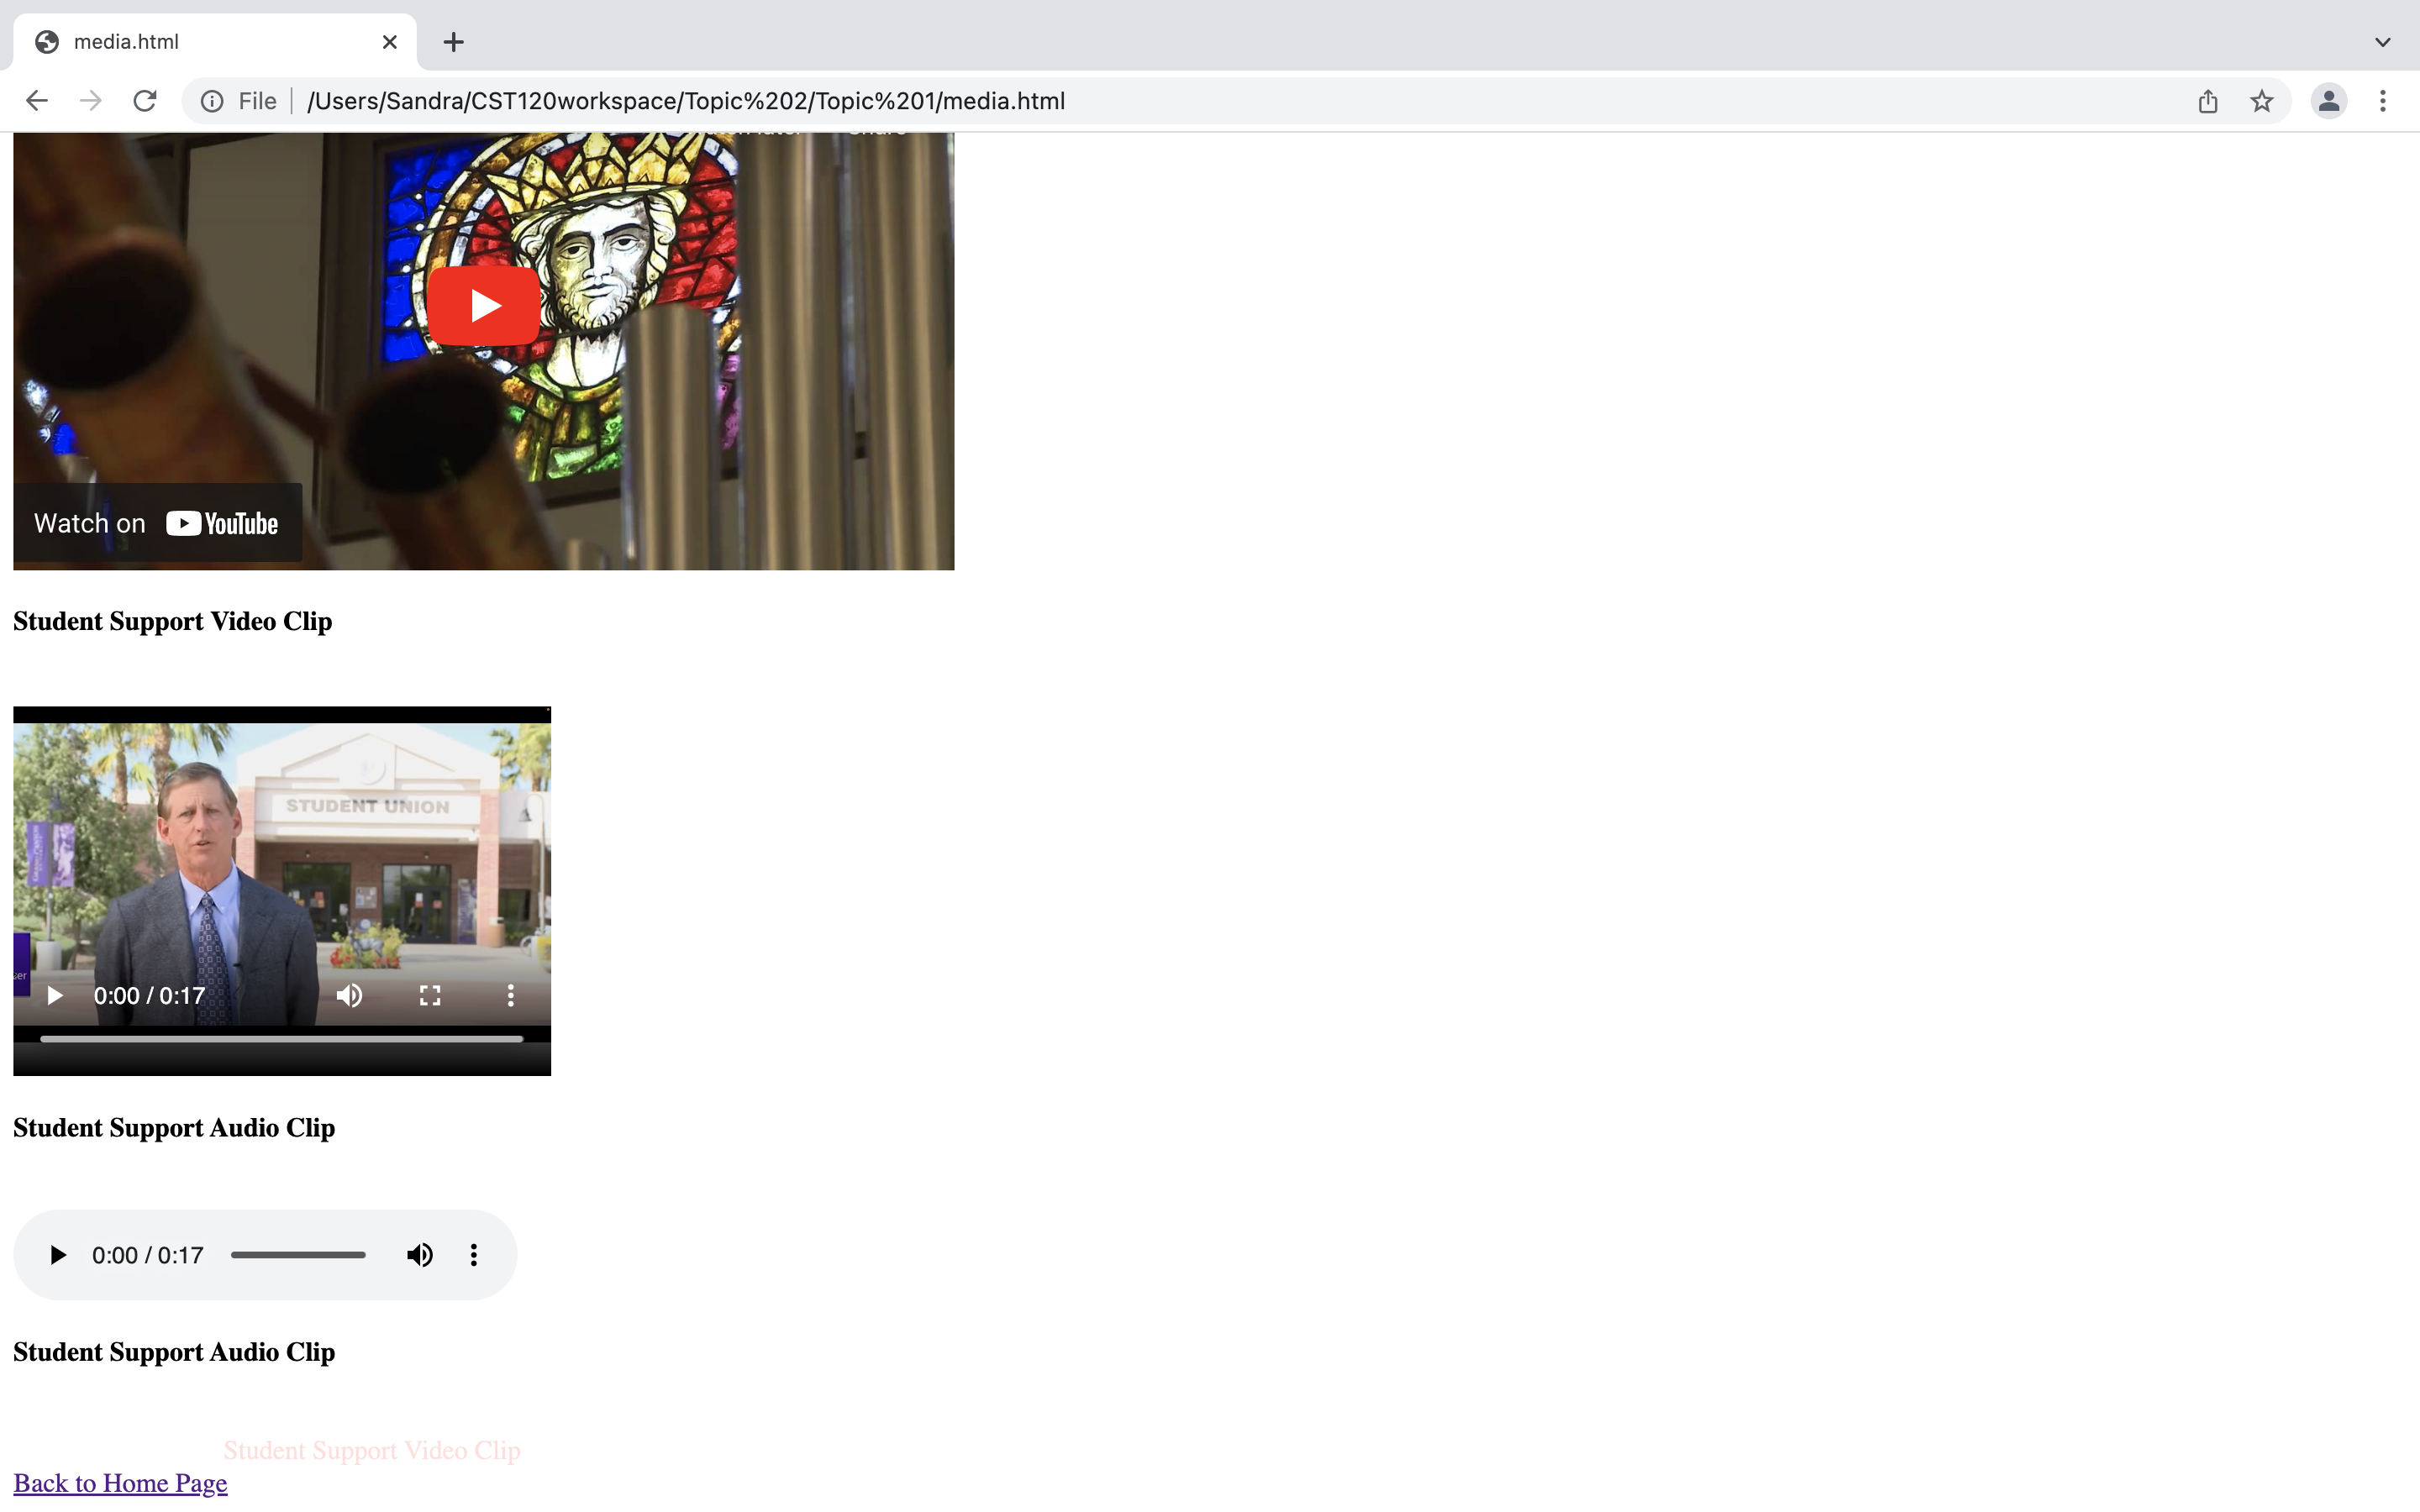 media.html
File /Users/Sandra/CST120workspace/Topic%202/Topic%201/media.html
Watch on YouTube
Student Support Video Clip
STUDENT UNION
0:00 / 0:17
Student Support Audio Clip
0:00 / 0:17
Student Support Audio Clip
Student Support Video Clip
Back to Home Page